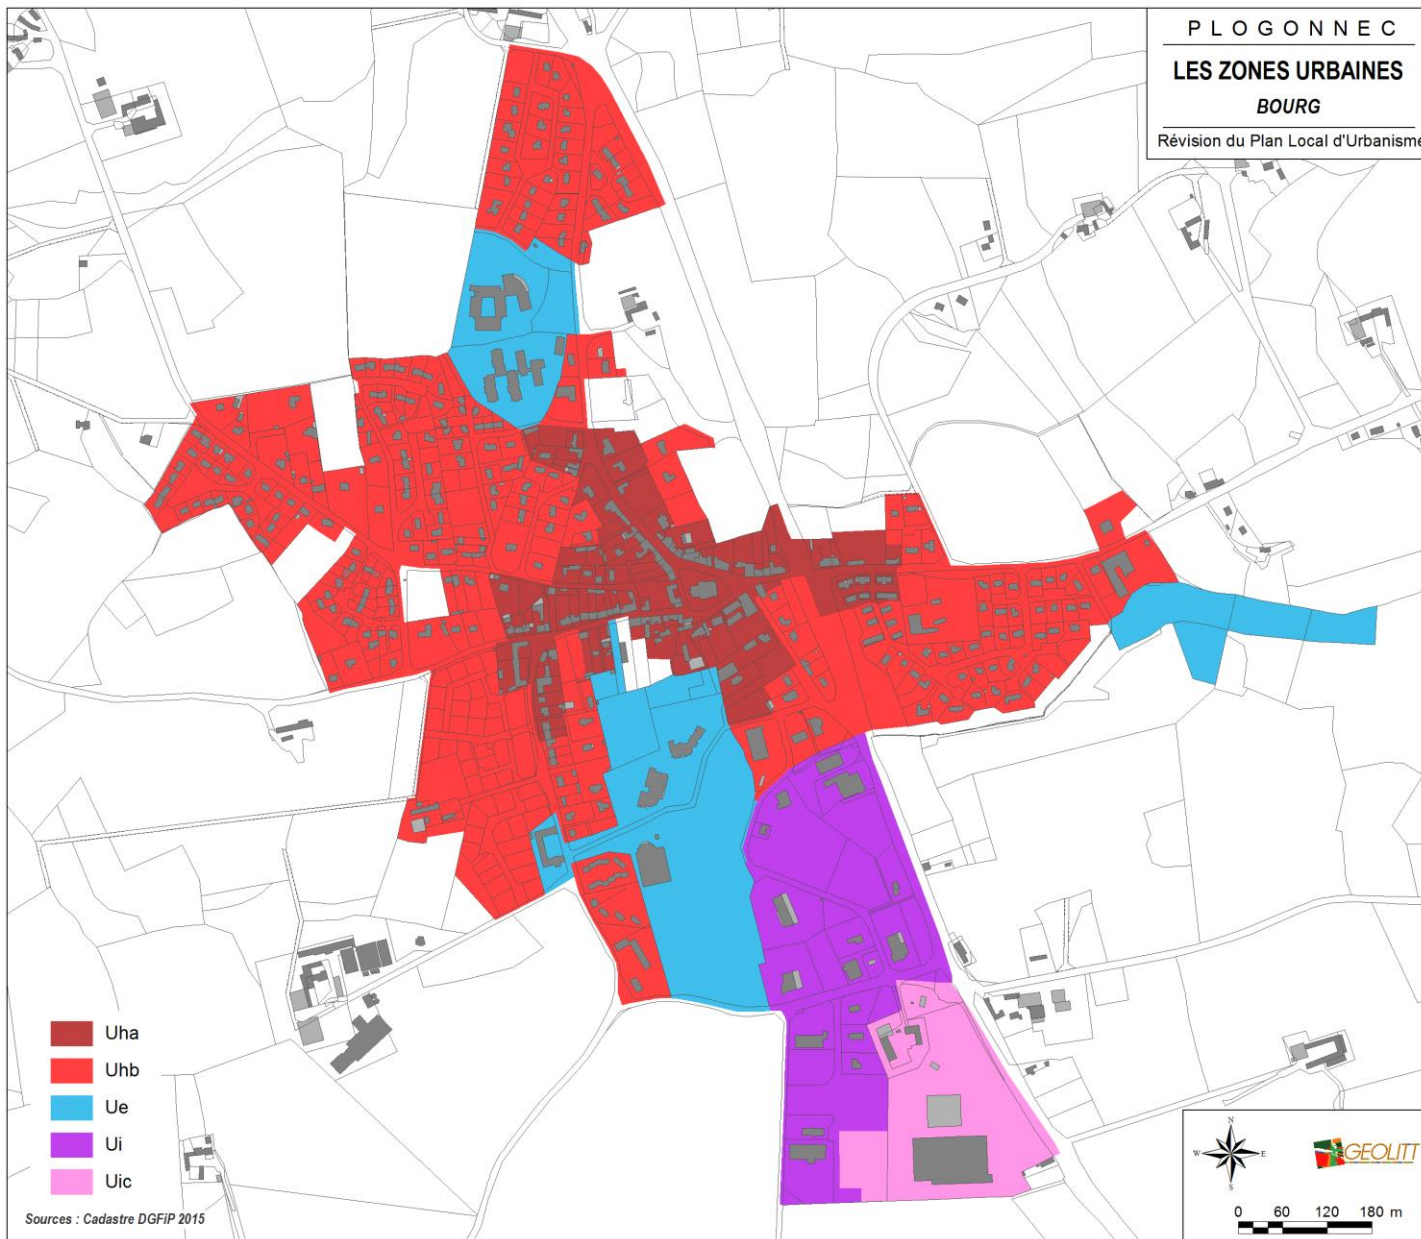 PLOGONNEC
LES ZONES URBAINES
BOURG
Révision du Plan Local d'Urbanisme
Uha
Uhb
Ue
Ui
Uic
Sources : Cadastre DGFiP 2015
N
W E
S
GEOLITT
0 60 120 180 m